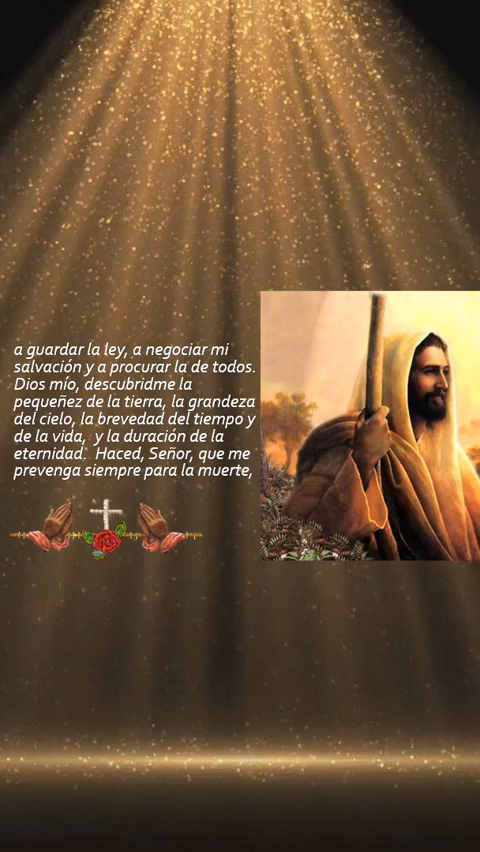 a guardar la ley, a negociar mi
salvación y a procurar la de todos.
Dios mío, descubridme la
pequeñez de la tierra, la grandeza
del cielo, la brevedad del tiempo y
de la vida,  y la duración de la
eternidad.  Haced, Señor, que me
prevenga siempre para la muerte,